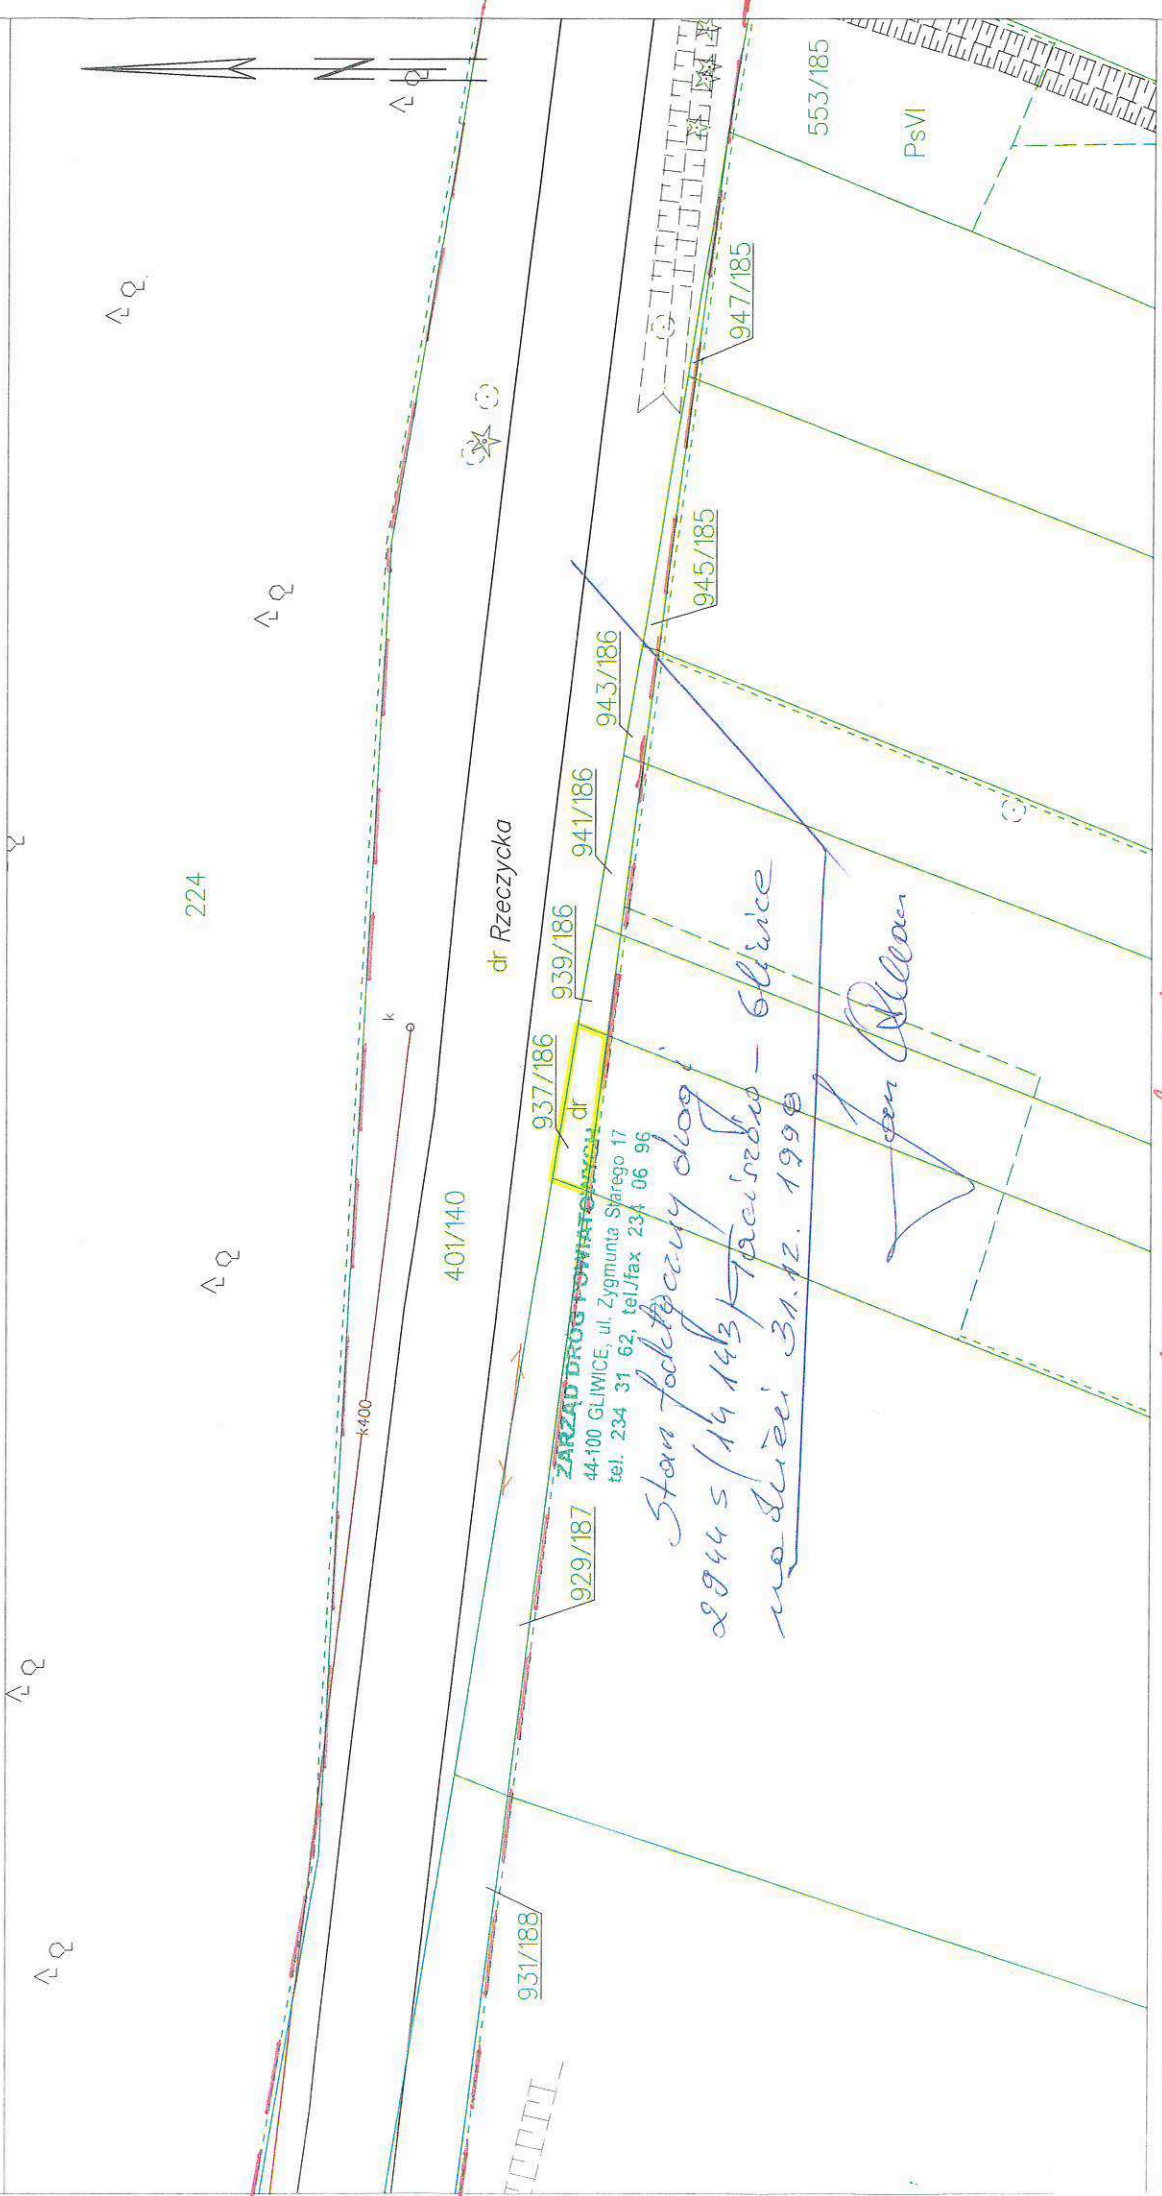 N
553/185
PsVI
947/185
945/185
943/186
941/186
939/186
937/186
dr
224
dr Rzeczycka
k
401/140
k400
929/187
931/188
ZARZĄD DRÓG POWIATOWYCH
44-100 GLIWICE, ul. Zygmunta Starego 17
tel. 234 31 62, tel./fax 234 06 96
Stan faktyczny drogi
2944 S /14 143 - Gliwice
na dzień 31.12.1998
Jan